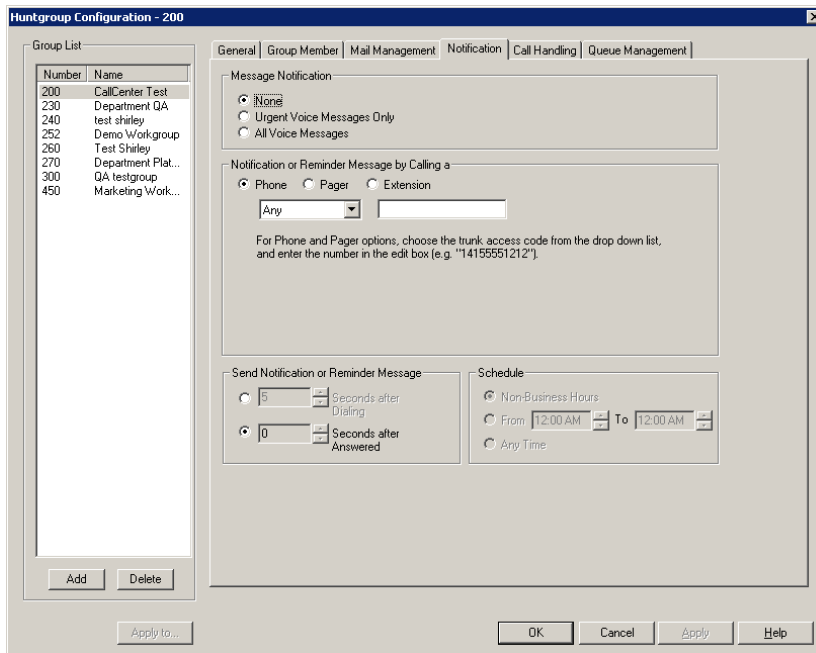 Huntgroup Configuration - 200
Group List
Number Name
200 CallCenter Test
230 Department QA
240 test shirley
252 Demo Workgroup
260 Test Shirley
270 Department Plat...
300 QA testgroup
450 Marketing Work...
Add Delete
Apply to...
General Group Member Mail Management Notification Call Handling Queue Management
Message Notification
None
Urgent Voice Messages Only
All Voice Messages
Notification or Reminder Message by Calling a
Phone Pager Extension
Any
For Phone and Pager options, choose the trunk access code from the drop down list,
and enter the number in the edit box (e.g. "14155551212").
Send Notification or Reminder Message
5 Seconds after
Dialing
0 Seconds after
Answered
Schedule
Non-Business Hours
From 12:00 AM To 12:00 AM
Any Time
OK Cancel Apply Help